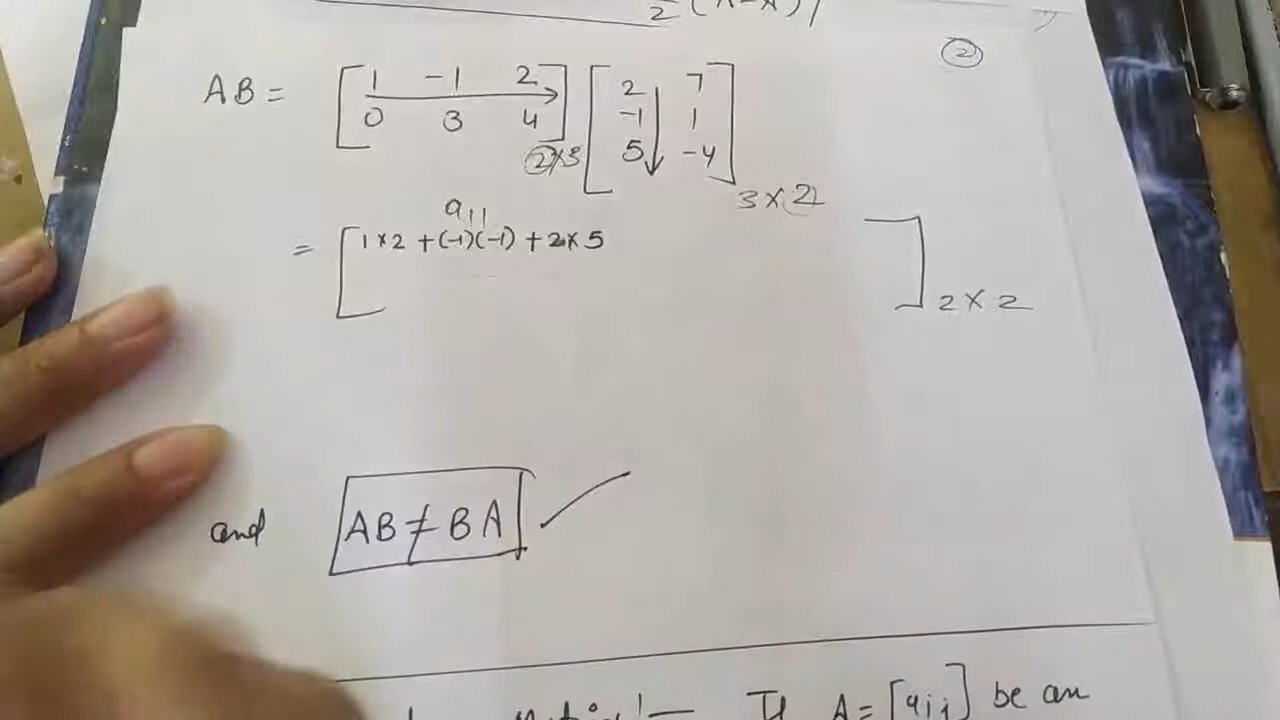 2
②
AB = [ 1 -1 2
0 3 4 ] 2×3 [ 2 7
-1 1
5 -4 ] 3 × 2
a11
= [ 1×2 + (-1)(-1) + 2×5 ] 2 × 2
and AB ≠ BA ✓
If A = [aij] be an